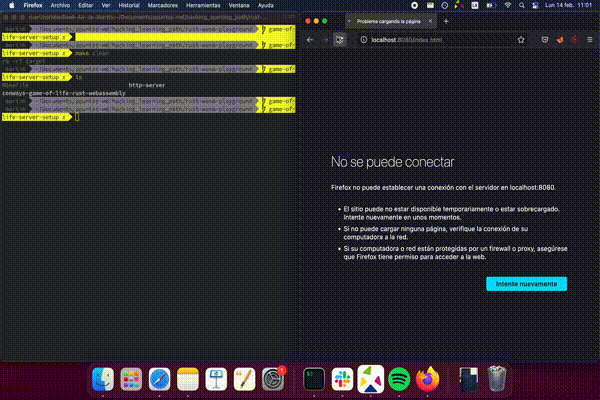 Firefox Archivo Editar Ver Historial Marcadores Herramientas Ventana Ayuda
Lun 14 feb. 11:01
life-server-setup
game-of-
life-server-setup make clean
rm -rf target
game-of-
life-server-setup ls
Makefile http-server
conways-game-of-life-rust-webassembly
game-of-
life-server-setup
Problema cargando la página
localhost:8080/index.html
No se puede conectar
Firefox no puede establecer una conexión con el servidor en localhost:8080.
El sitio puede no estar disponible temporariamente o estar sobrecargado.
Intente nuevamente en unos momentos.
Si no puede cargar ninguna página, verifique la conexión de su
computadora a la red.
Si su computadora o red están protegidas por un firewall o proxy, asegúrese
que Firefox tiene permiso para acceder a la web.
Intente nuevamente